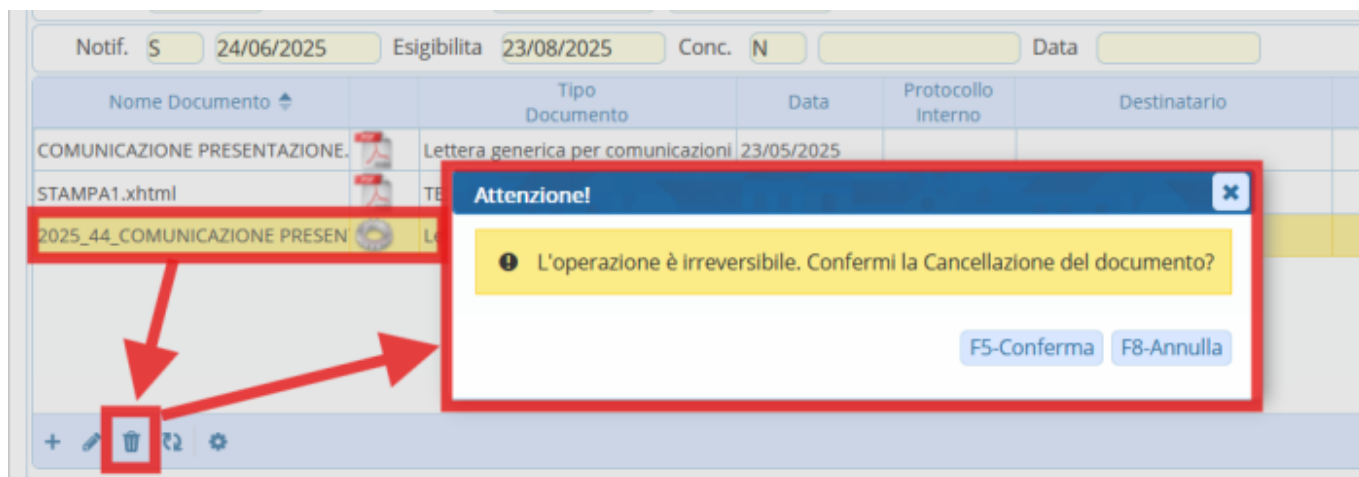 Notif. S 24/06/2025 Esigibilita 23/08/2025 Conc. N Data
Nome Documento Tipo Documento Data Protocollo Interno Destinatario
COMUNICAZIONE PRESENTAZIONE. Lettera generica per comunicazioni 23/05/2025
STAMPA1.xhtml TE
Attenzione!
2025_44_COMUNICAZIONE PRESEN Le
L'operazione è irreversibile. Confermi la Cancellazione del documento?
F5-Conferma F8-Annulla